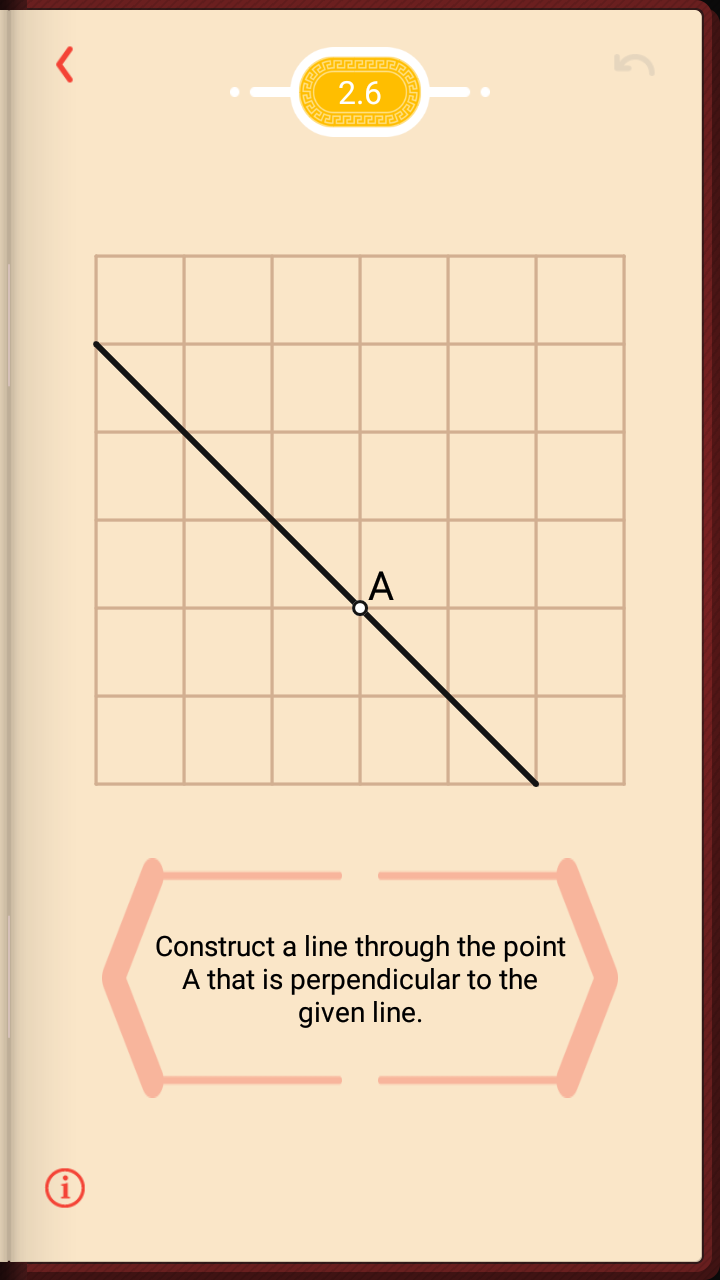 2.6
A
Construct a line through the point
A that is perpendicular to the
given line.
i